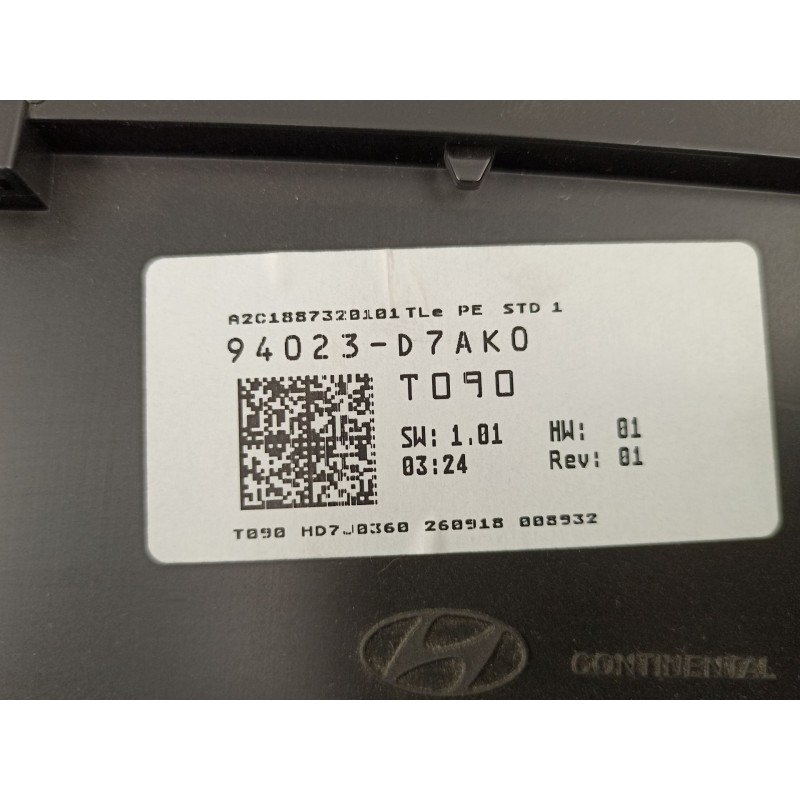 A2C1887320101TLe PE STD 1
94023-D7AK0
T090
SW: 1.01 HW: 01
03:24 Rev: 01
T090 HD7J0360 260918 008932
CONTINENTAL